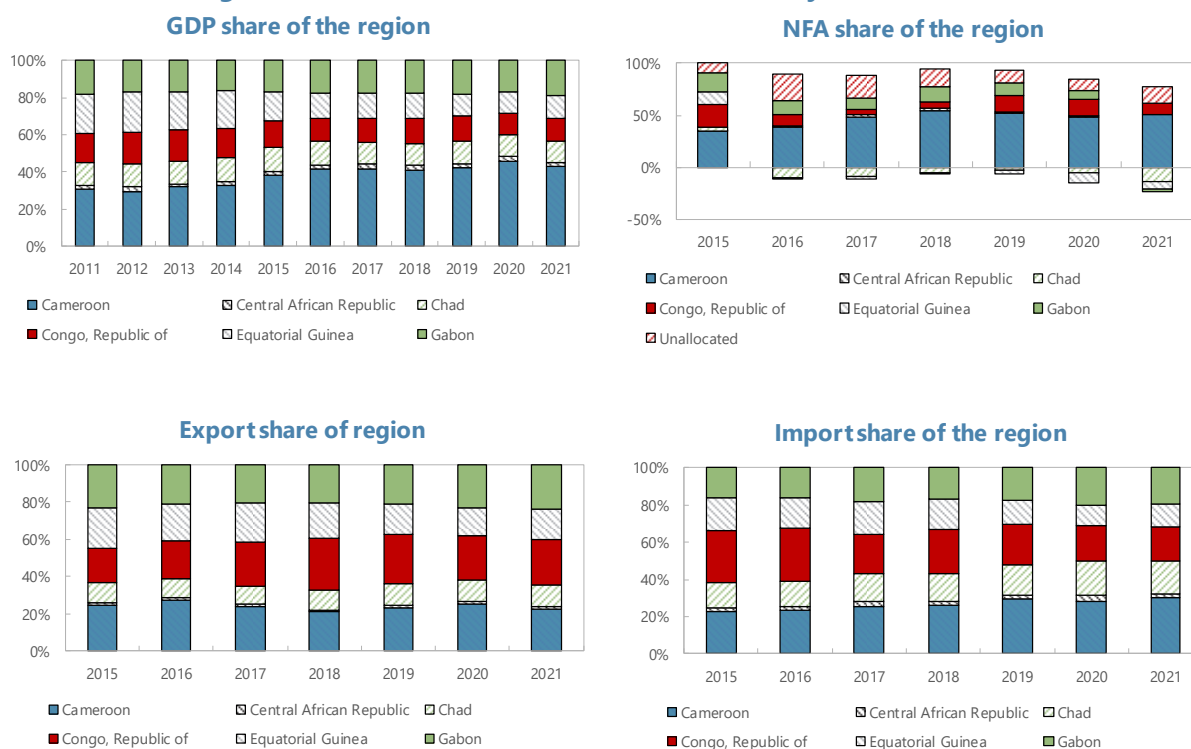 GDP share of the region
100%
80%
60%
40%
20%
0%
2011 2012 2013 2014 2015 2016 2017 2018 2019 2020 2021
Cameroon Central African Republic Chad
Congo, Republic of Equatorial Guinea Gabon
NFA share of the region
100%
50%
0%
-50%
2015 2016 2017 2018 2019 2020 2021
Cameroon Central African Republic Chad
Congo, Republic of Equatorial Guinea Gabon
Unallocated
Export share of region
100%
80%
60%
40%
20%
0%
2015 2016 2017 2018 2019 2020 2021
Cameroon Central African Republic Chad
Congo, Republic of Equatorial Guinea Gabon
Import share of the region
100%
80%
60%
40%
20%
0%
2015 2016 2017 2018 2019 2020 2021
Cameroon Central African Republic Chad
Congo, Republic of Equatorial Guinea Gabon